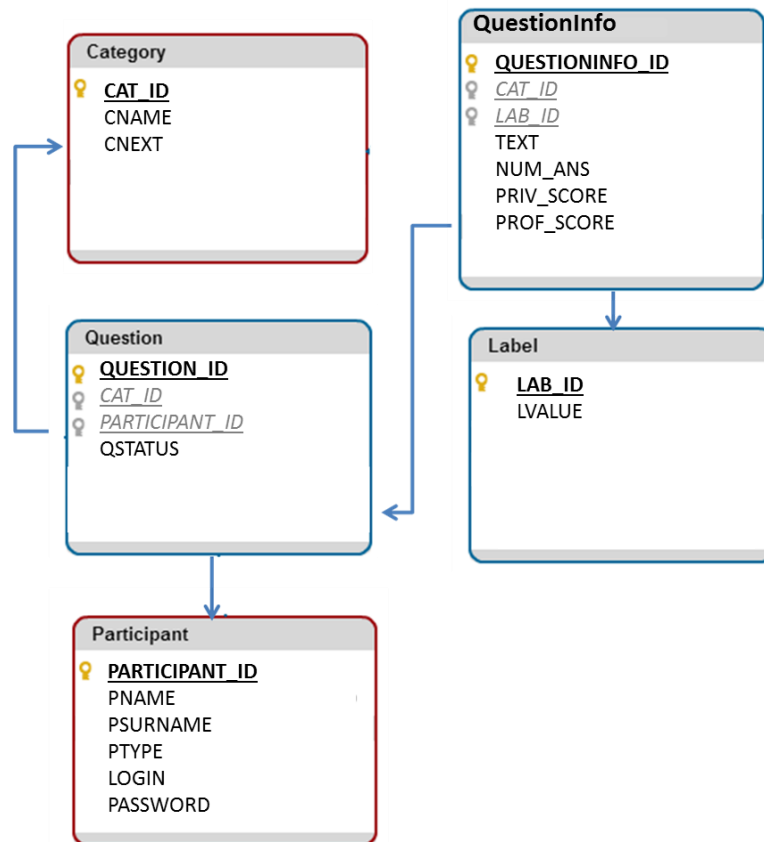 Category
CAT_ID
CNAME
CNEXT
QuestionInfo
QUESTIONINFO_ID
CAT_ID
LAB_ID
TEXT
NUM_ANS
PRIV_SCORE
PROF_SCORE
Question
QUESTION_ID
CAT_ID
PARTICIPANT_ID
QSTATUS
Label
LAB_ID
LVALUE
Participant
PARTICIPANT_ID
PNAME
PSURNAME
PTYPE
LOGIN
PASSWORD